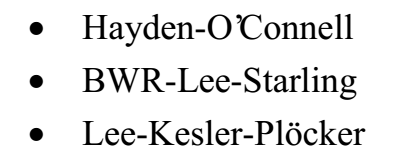 • Hayden-O’Connell
• BWR-Lee-Starling
• Lee-Kesler-Plöcker